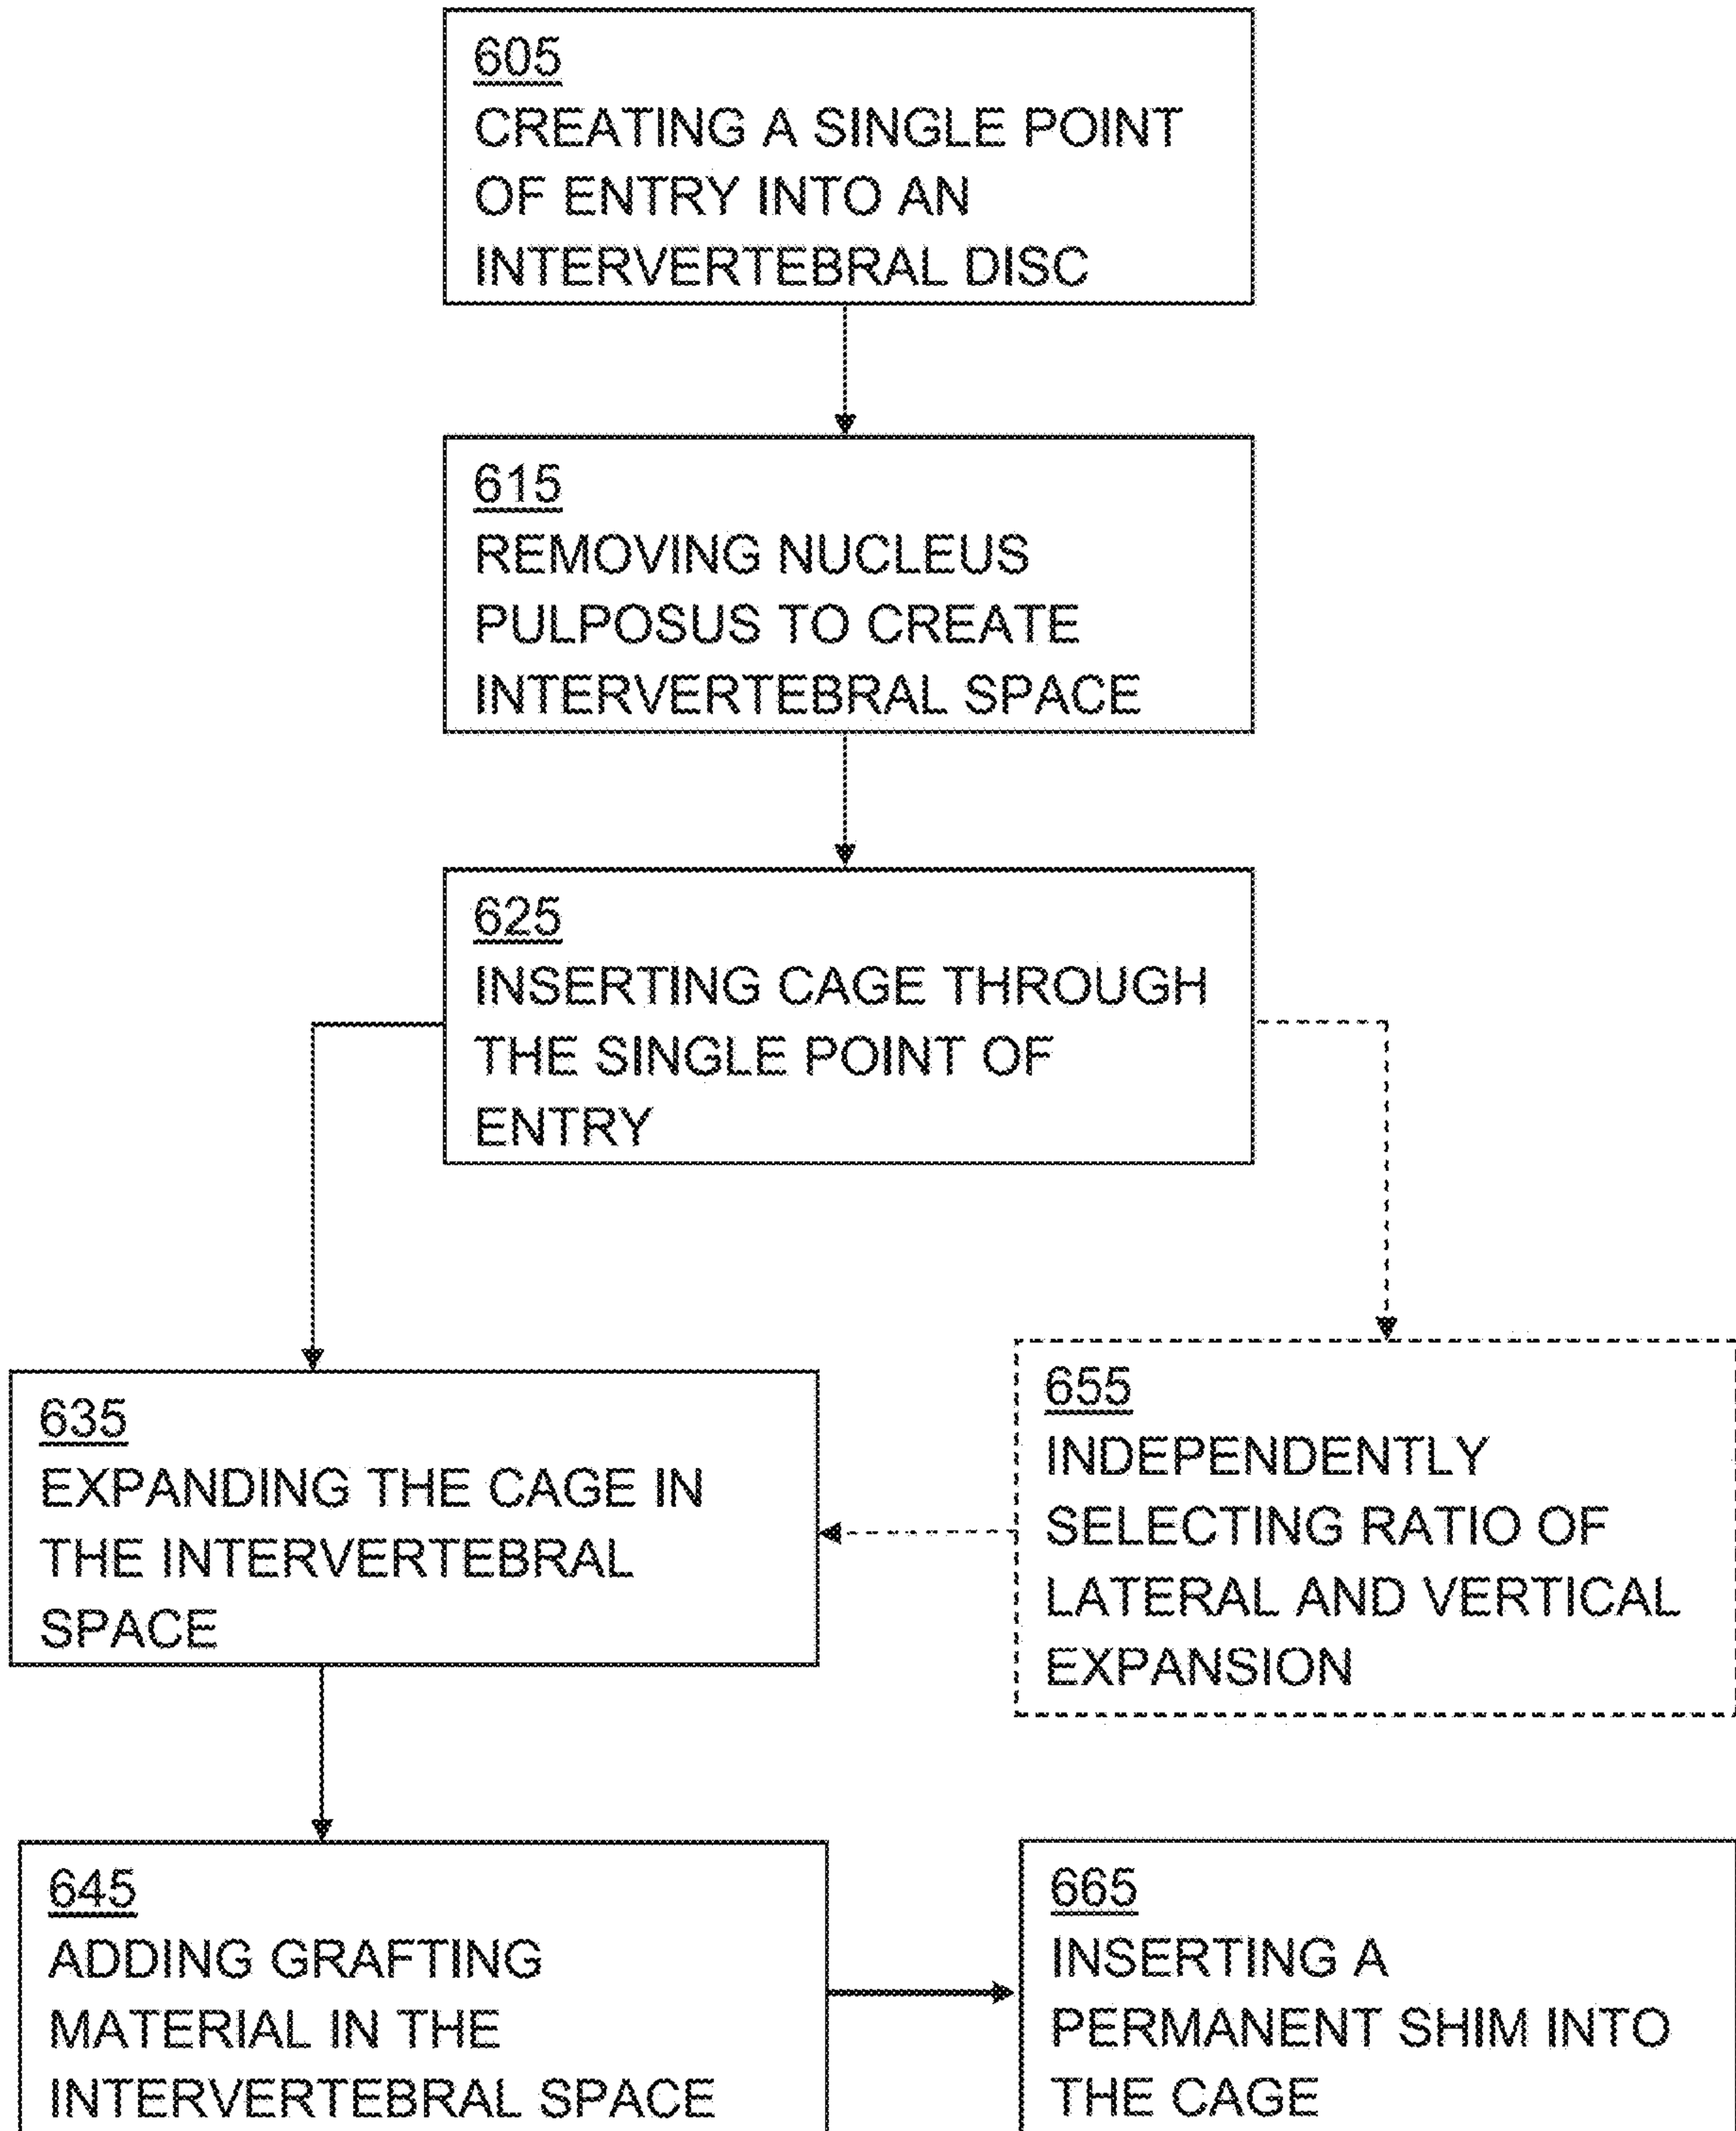 605
CREATING A SINGLE POINT
OF ENTRY INTO AN
INTERVERTEBRAL DISC
615
REMOVING NUCLEUS
PULPOSUS TO CREATE
INTERVERTEBRAL SPACE
625
INSERTING CAGE THROUGH
THE SINGLE POINT OF
ENTRY
635
EXPANDING THE CAGE IN
THE INTERVERTEBRAL
SPACE
655
INDEPENDENTLY
SELECTING RATIO OF
LATERAL AND VERTICAL
EXPANSION
645
ADDING GRAFTING
MATERIAL IN THE
INTERVERTEBRAL SPACE
665
INSERTING A
PERMANENT SHIM INTO
THE CAGE